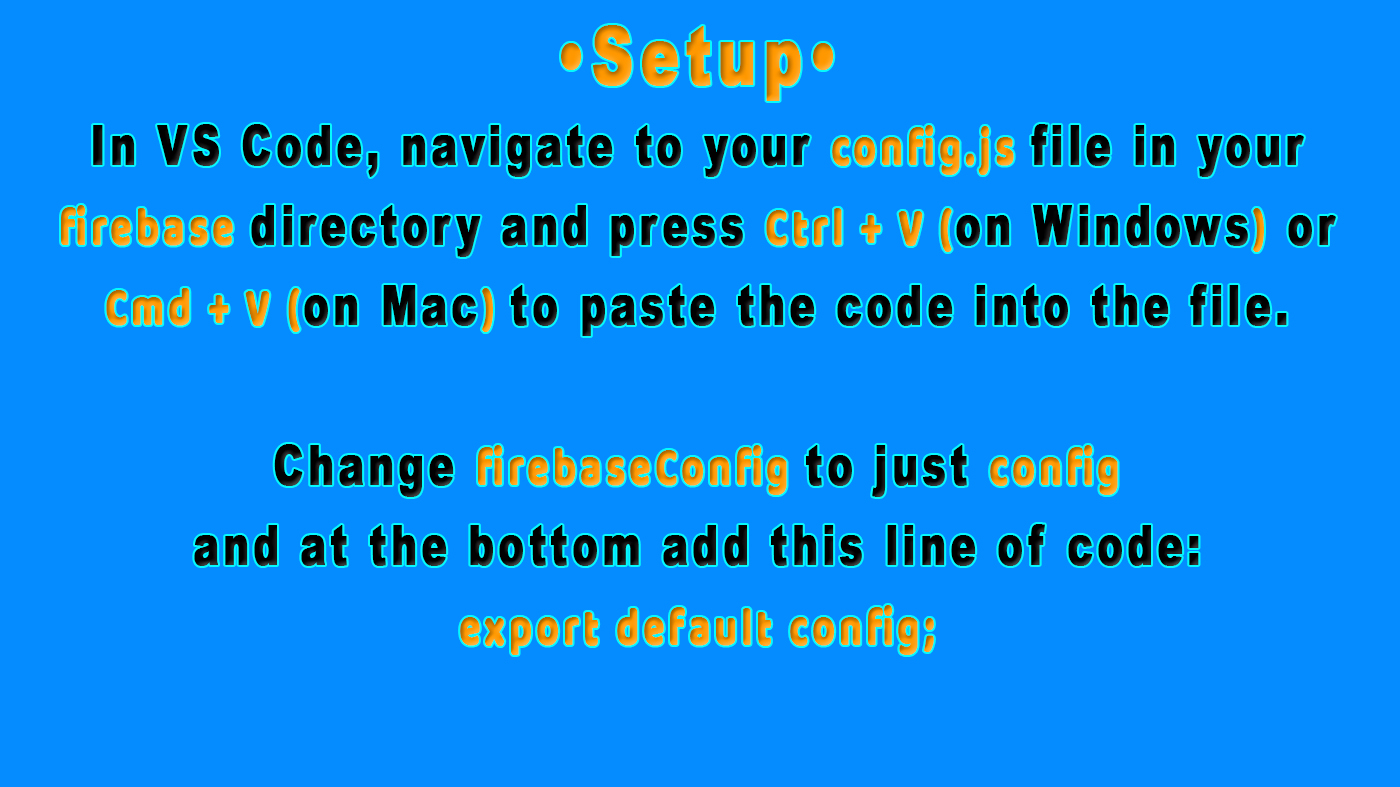 •Setup•
In VS Code, navigate to your config.js file in your
firebase directory and press Ctrl + V (on Windows) or
Cmd + V (on Mac) to paste the code into the file.
Change firebaseConfig to just config
and at the bottom add this line of code:
export default config;